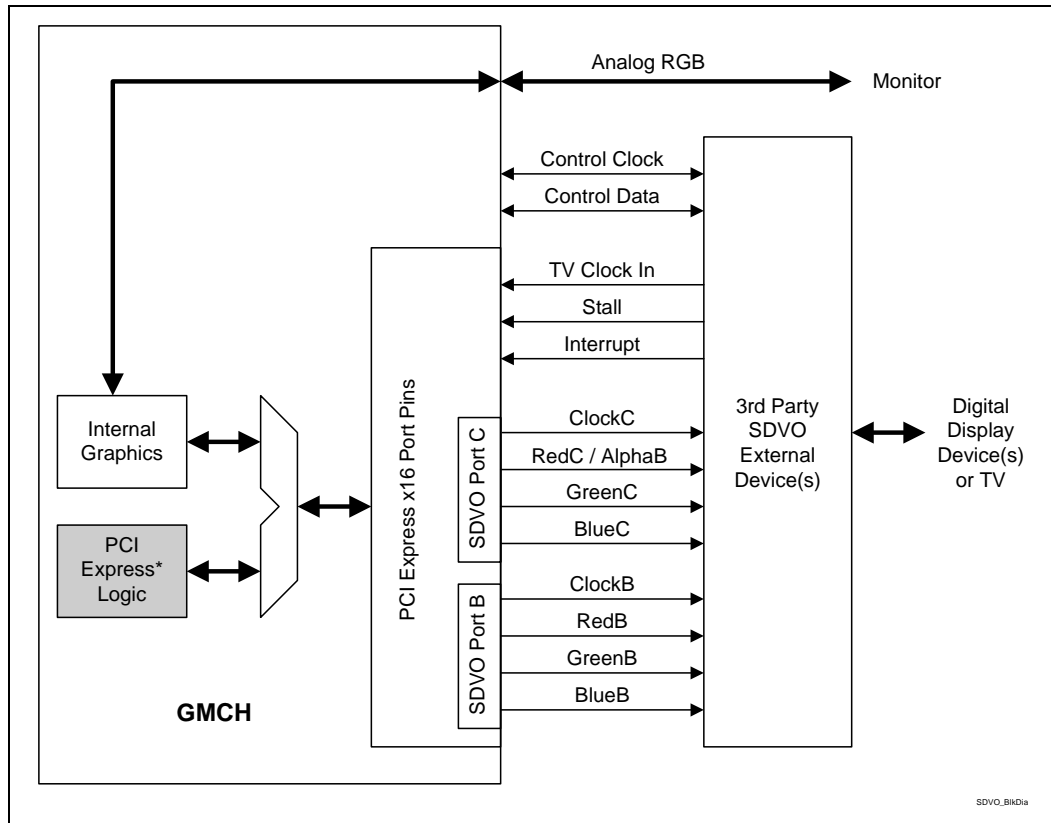 Analog RGB
Monitor
Control Clock
Control Data
TV Clock In
Stall
Interrupt
PCI Express x16 Port Pins
Internal
Graphics
PCI
Express*
Logic
GMCH
SDVO Port C
ClockC
RedC / AlphaB
GreenC
BlueC
SDVO Port B
ClockB
RedB
GreenB
BlueB
3rd Party
SDVO
External
Device(s)
Digital
Display
Device(s)
or TV
SDVO_BlkDia